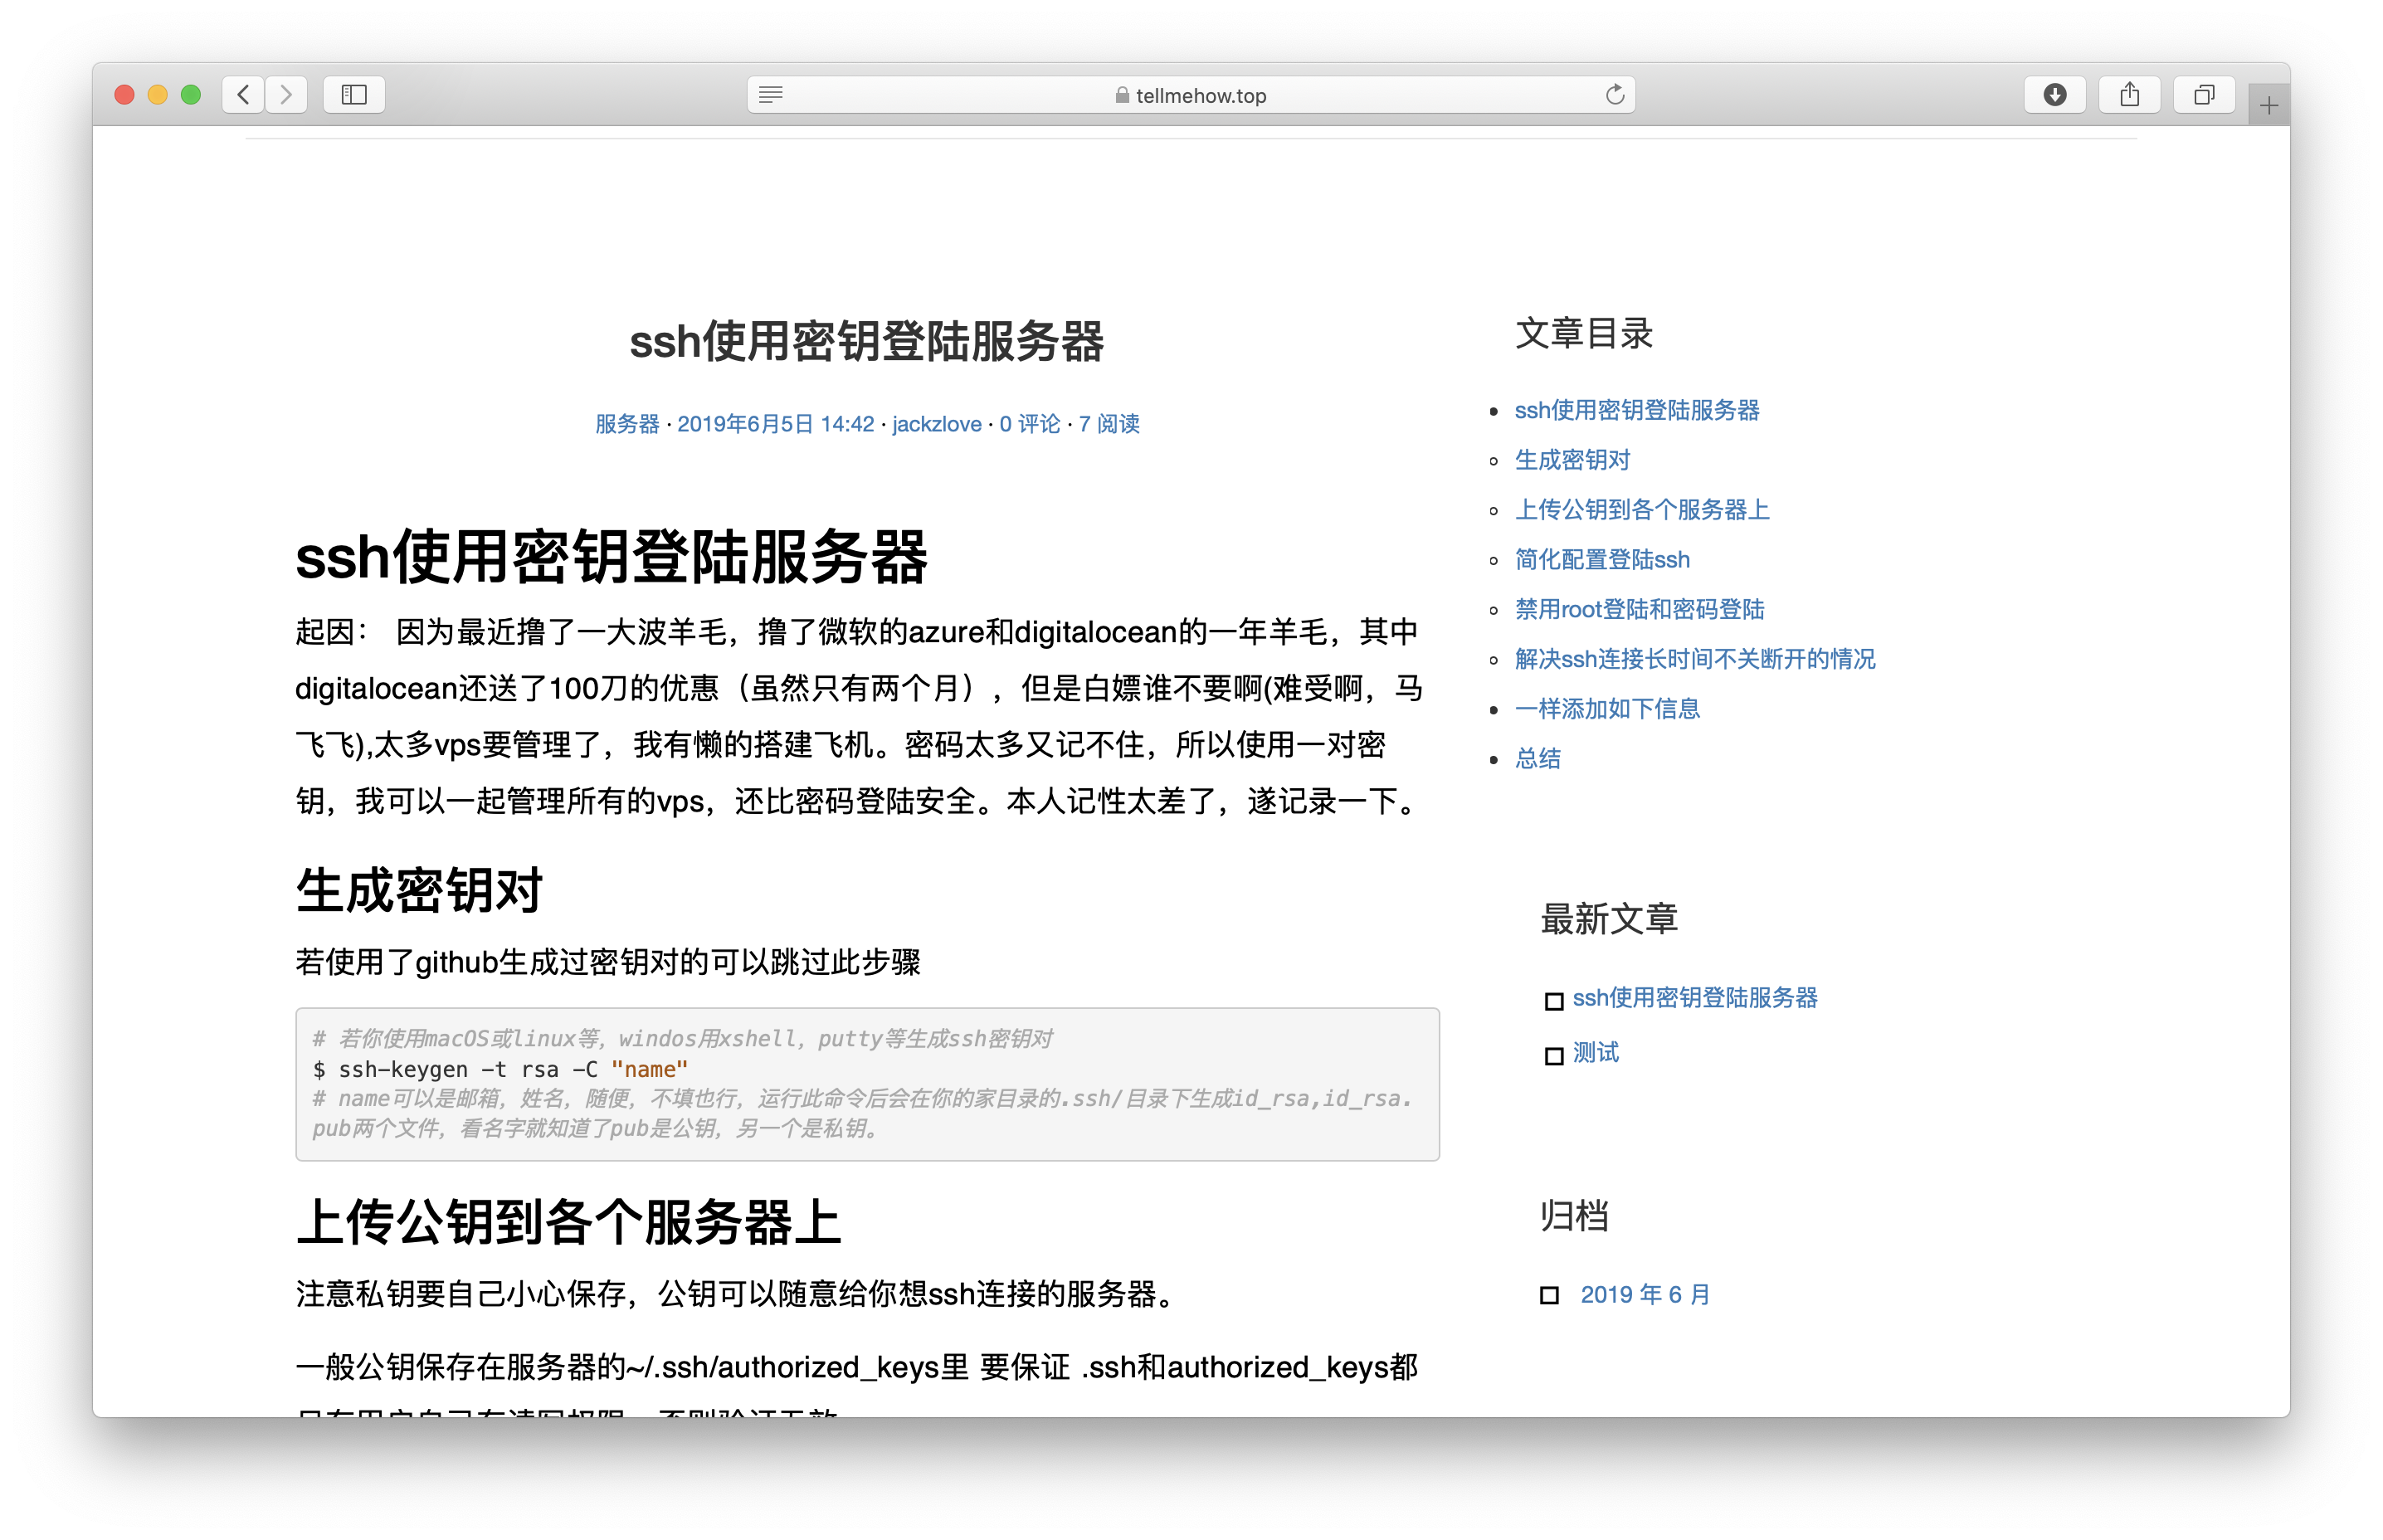 tellmehow.top
ssh使用密钥登陆服务器
服务器 · 2019年6月5日 14:42 · jackzlove · 0 评论 · 7 阅读
ssh使用密钥登陆服务器
起因： 因为最近撸了一大波羊毛，撸了微软的azure和digitalocean的一年羊毛，其中
digitalocean还送了100刀的优惠（虽然只有两个月），但是白嫖谁不要啊(难受啊，马
飞飞),太多vps要管理了，我有懒的搭建飞机。密码太多又记不住，所以使用一对密
钥，我可以一起管理所有的vps，还比密码登陆安全。本人记性太差了，遂记录一下。
生成密钥对
若使用了github生成过密钥对的可以跳过此步骤
# 若你使用macOS或linux等，windos用xshell，putty等生成ssh密钥对
$ ssh-keygen -t rsa -C "name"
# name可以是邮箱，姓名，随便，不填也行，运行此命令后会在你的家目录的.ssh/目录下生成id_rsa,id_rsa.
pub两个文件，看名字就知道了pub是公钥，另一个是私钥。
上传公钥到各个服务器上
注意私钥要自己小心保存，公钥可以随意给你想ssh连接的服务器。
一般公钥保存在服务器的~/.ssh/authorized_keys里 要保证 .ssh和authorized_keys都
文章目录
ssh使用密钥登陆服务器
生成密钥对
上传公钥到各个服务器上
简化配置登陆ssh
禁用root登陆和密码登陆
解决ssh连接长时间不关断开的情况
一样添加如下信息
总结
最新文章
ssh使用密钥登陆服务器
测试
归档
2019 年 6 月